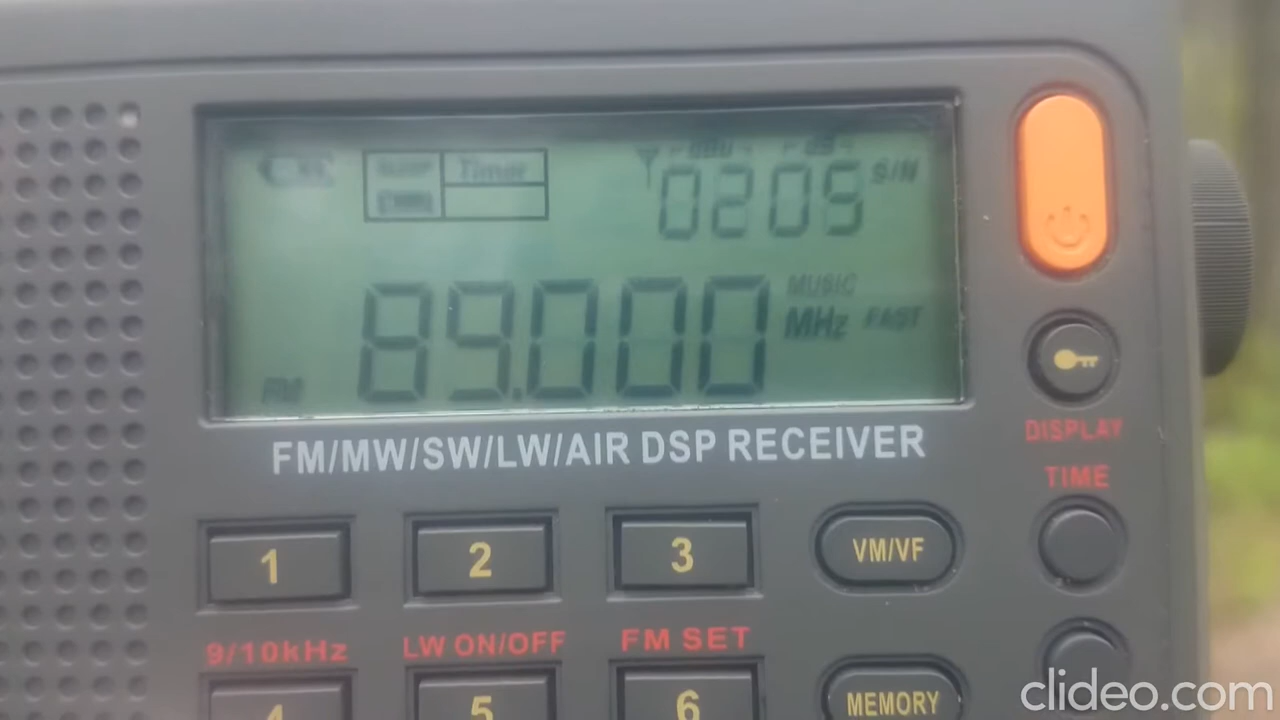 Timer
0209 S/N
MUSIC
89.000 MHz FAST
FM
FM/MW/SW/LW/AIR DSP RECEIVER
DISPLAY
TIME
1 2 3 VM/VF
9/10kHz LW ON/OFF FM SET
4 5 6 MEMORY
clideo.com